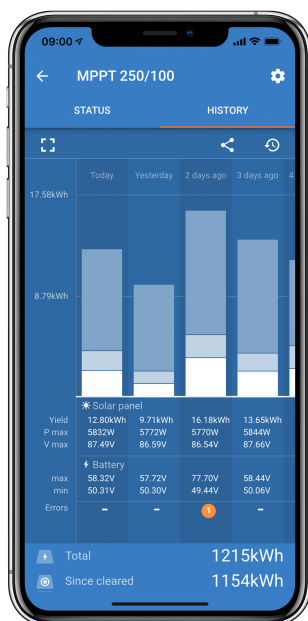 09:00
MPPT 250/100
STATUS HISTORY
Today Yesterday 2 days ago 3 days ago 4
17.58kWh
8.79kWh
Solar panel
Yield 12.80kWh 9.71kWh 16.18kWh 13.65kWh
P max 5832W 5772W 5770W 5844W
V max 87.49V 86.59V 86.54V 87.66V
Battery
max 58.32V 57.72V 77.70V 58.44V
min 50.31V 50.30V 49.44V 50.06V
Errors – – 1 –
Total 1215kWh
Since cleared 1154kWh